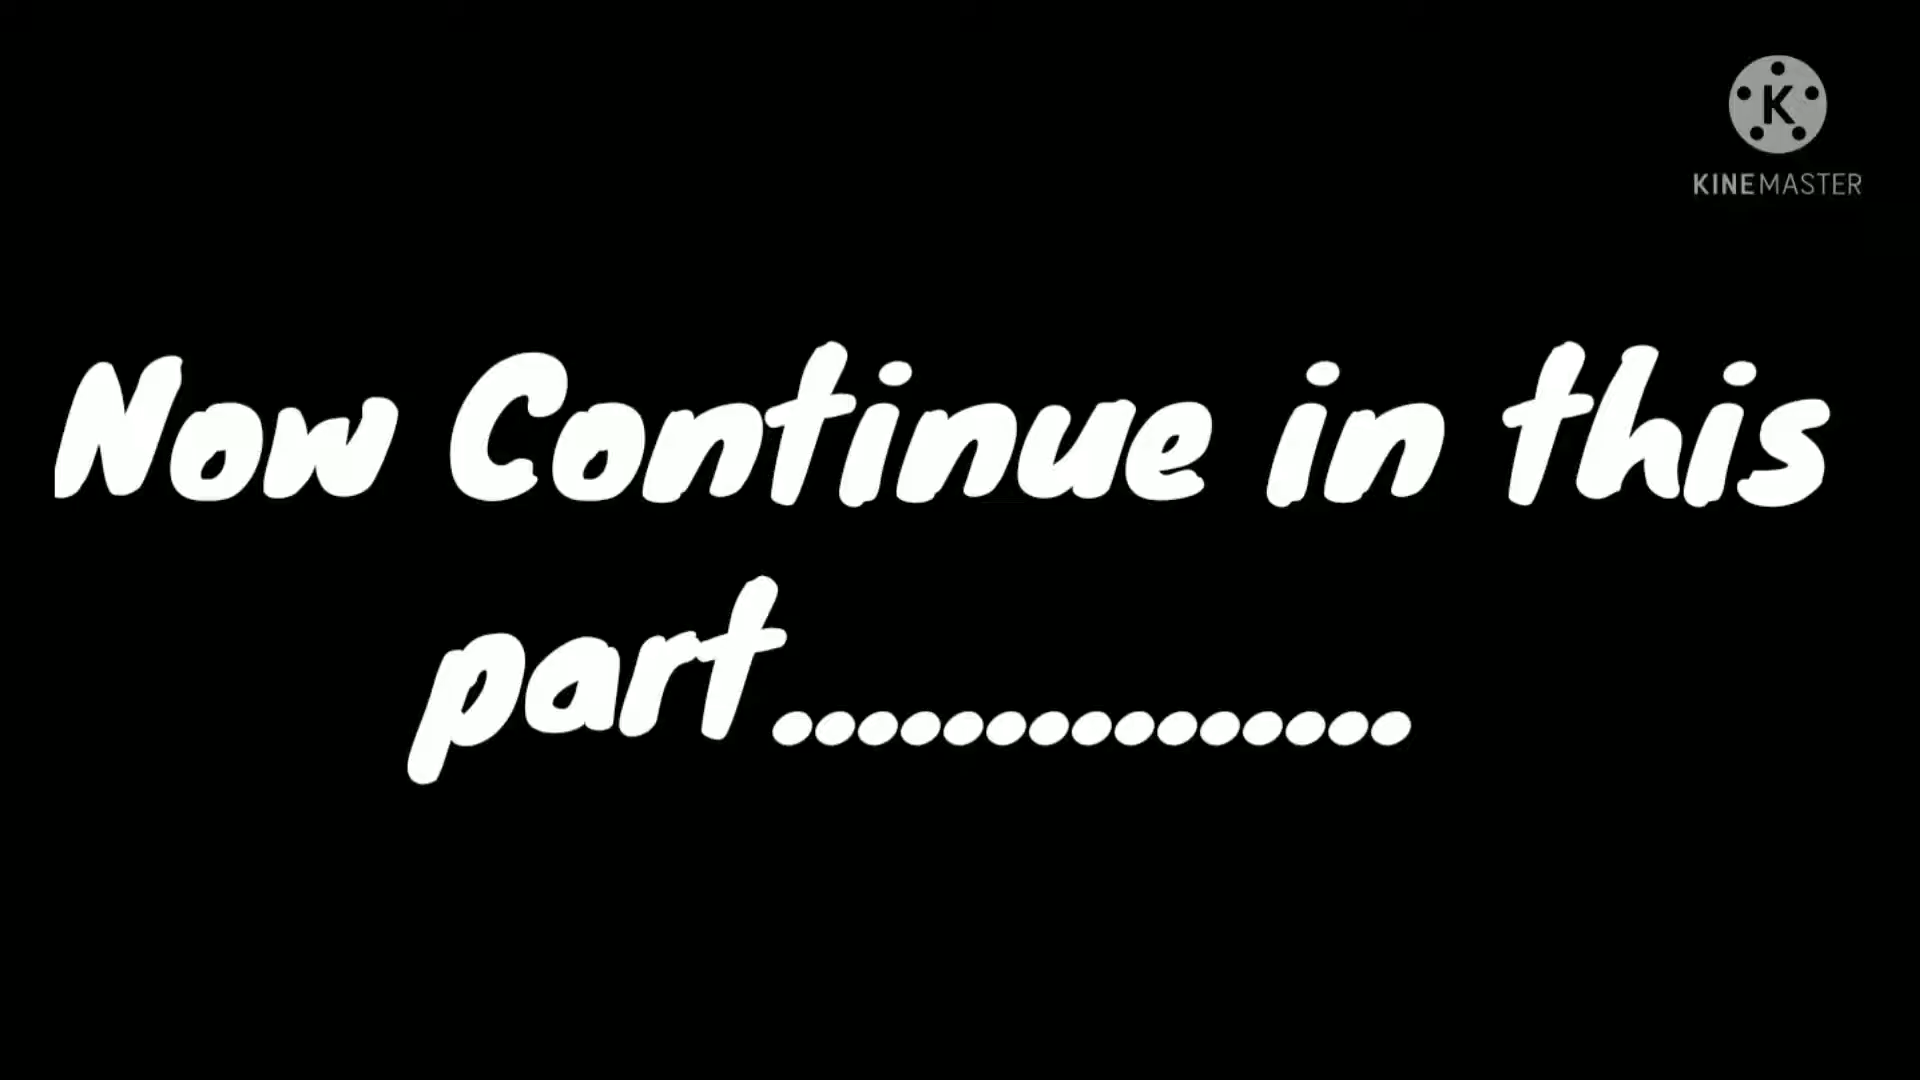 K
KINEMASTER
Now Continue in this
part...............